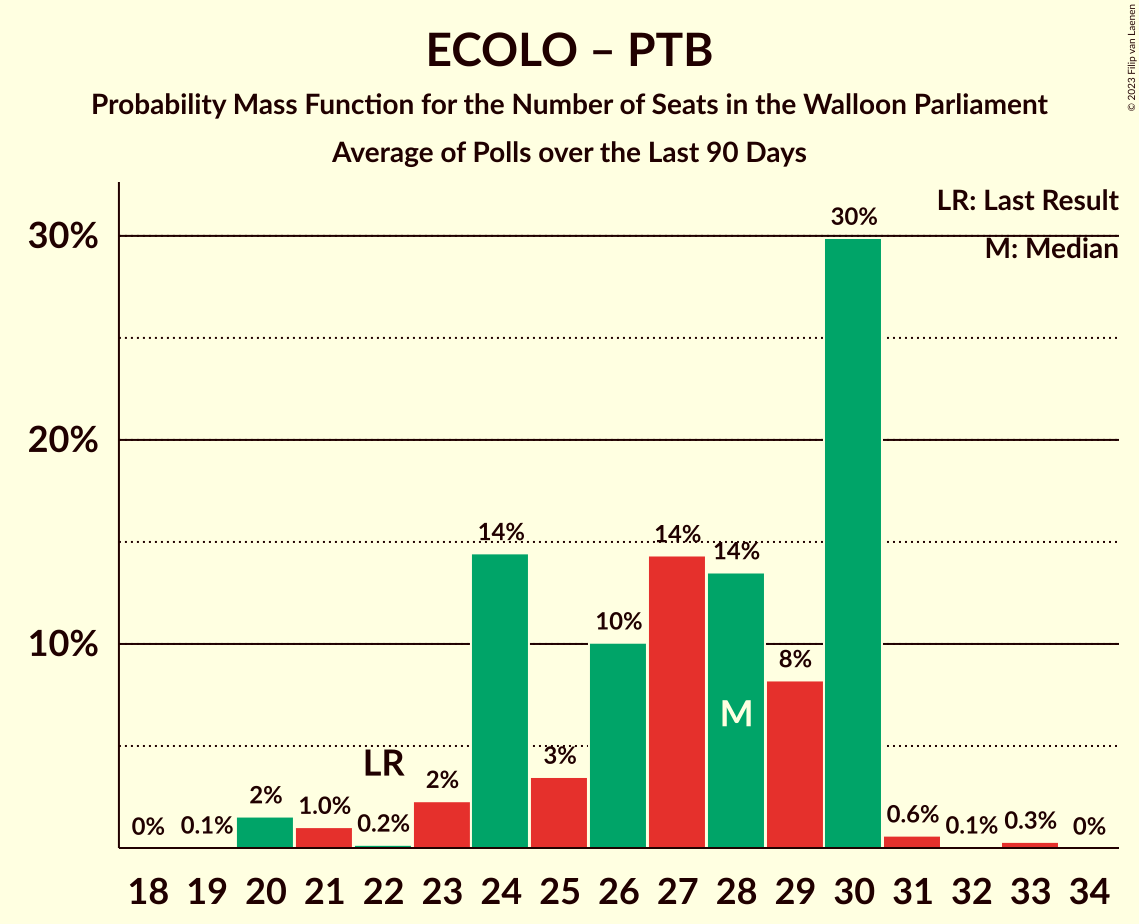 ECOLO – PTB
Probability Mass Function for the Number of Seats in the Walloon Parliament
Average of Polls over the Last 90 Days
© 2023 Filip van Laenen
LR: Last Result
M: Median
30%
20%
10%
0% 0.1% 2% 1.0% 0.2% 2% 14% 3% 10% 14% 14% 8% 30% 0.6% 0.1% 0.3% 0%
LR
M
18 19 20 21 22 23 24 25 26 27 28 29 30 31 32 33 34